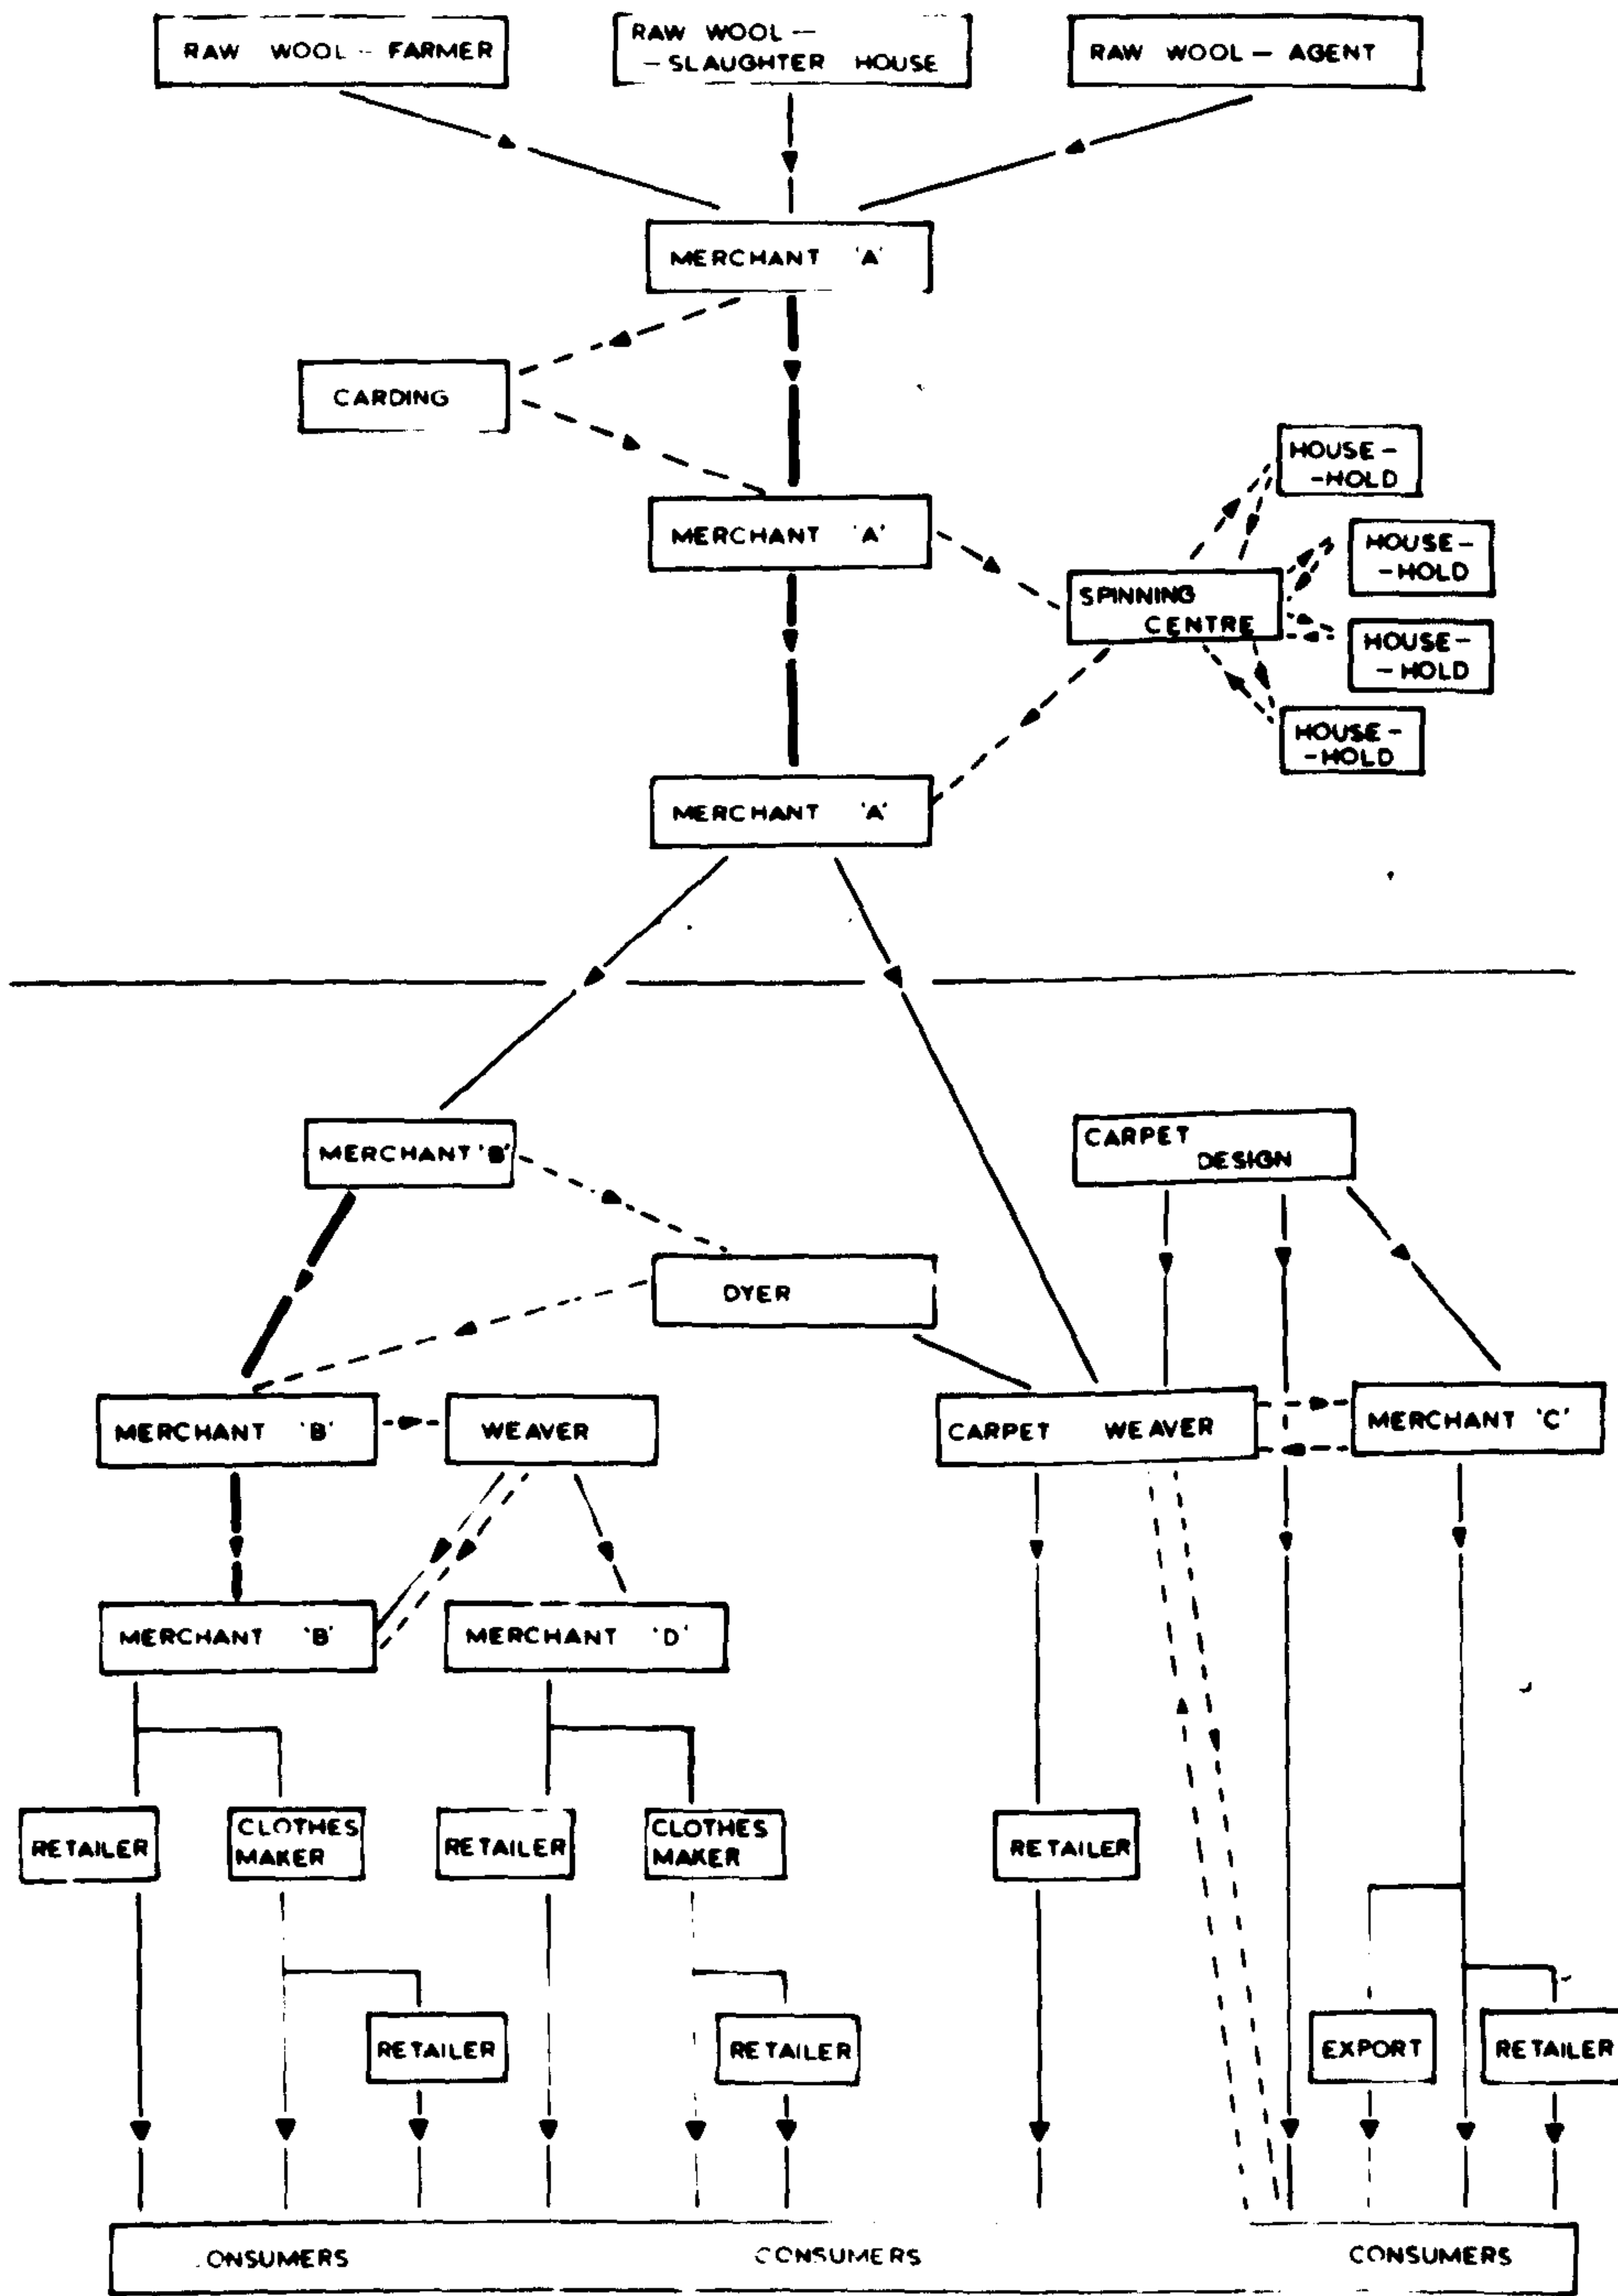 RAW WOOL – FARMER
RAW WOOL –
– SLAUGHTER HOUSE
RAW WOOL – AGENT
MERCHANT 'A'
CARDING
HOUSE –
– HOLD
MERCHANT 'A'
HOUSE –
– HOLD
SPINNING
CENTRE
HOUSE –
– HOLD
HOUSE –
– HOLD
MERCHANT 'A'
MERCHANT 'B'
CARPET
DESIGN
DYER
MERCHANT 'B'
WEAVER
CARPET WEAVER
MERCHANT 'C'
MERCHANT 'B'
MERCHANT 'D'
RETAILER
CLOTHES
MAKER
RETAILER
CLOTHES
MAKER
RETAILER
RETAILER
RETAILER
EXPORT
RETAILER
ONSUMERS
CONSUMERS
CONSUMERS